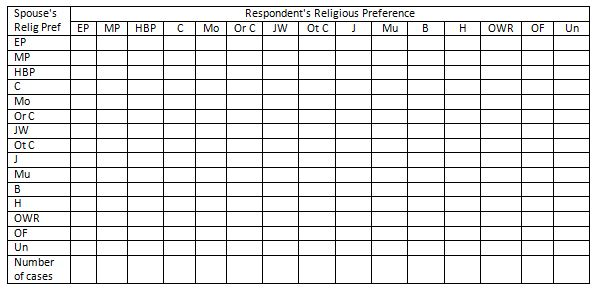 Spouse's Relig Pref Respondent's Religious Preference
EP MP HBP C Mo Or C JW Ot C J Mu B H OWR OF Un
EP
MP
HBP
C
Mo
Or C
JW
Ot C
J
Mu
B
H
OWR
OF
Un
Number
of cases